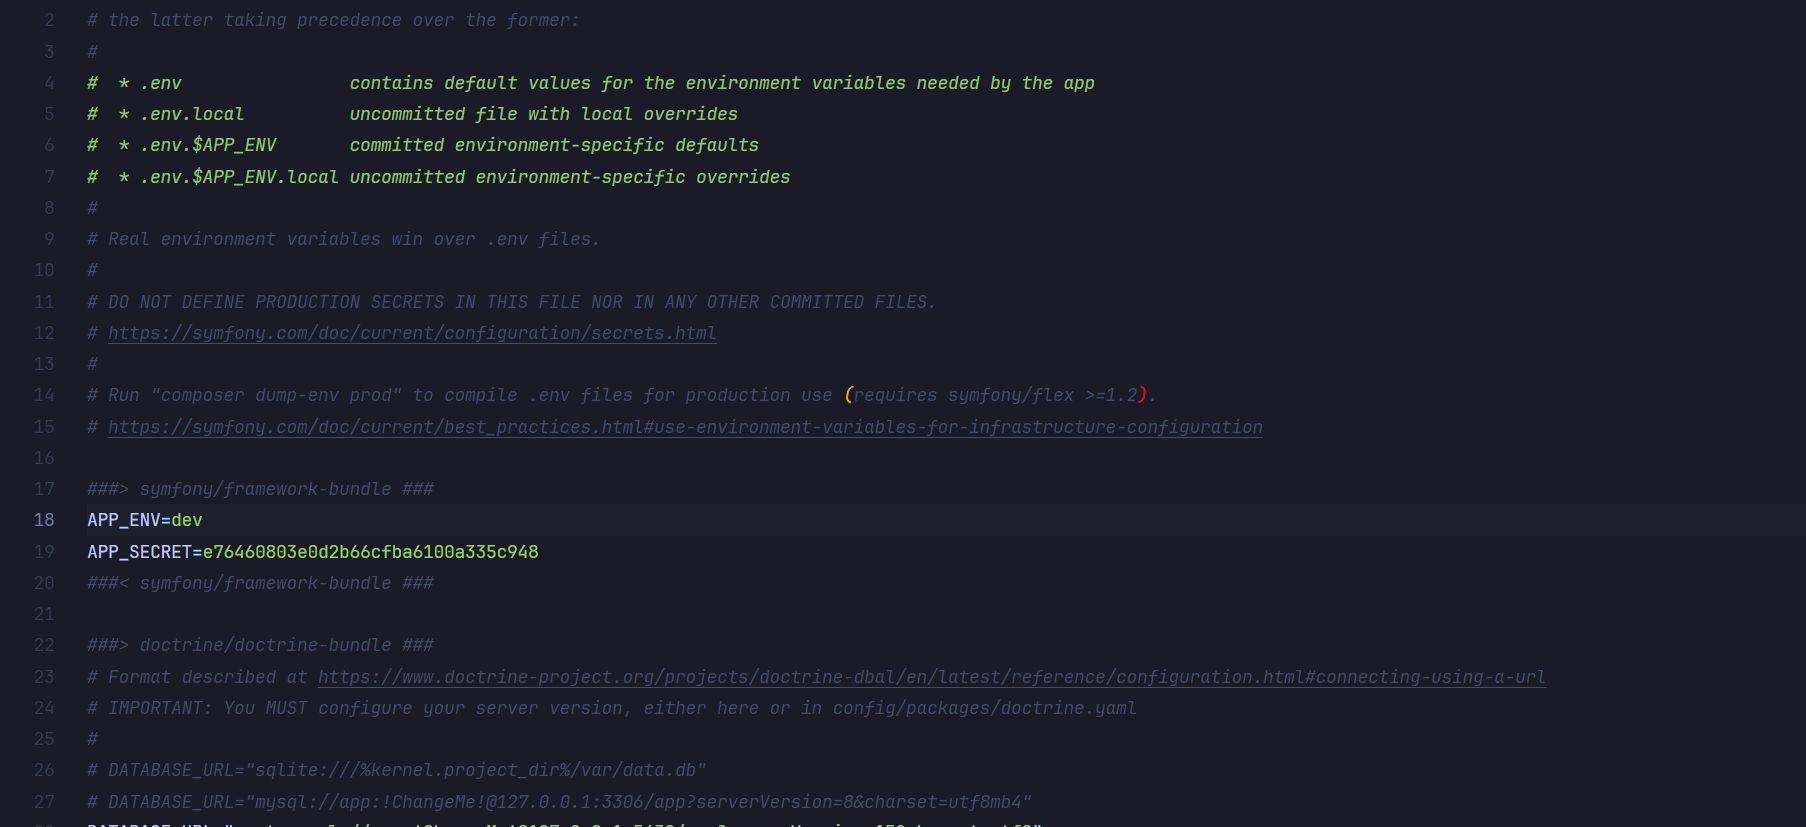 2 # the latter taking precedence over the former:
3 #
4 #  * .env                contains default values for the environment variables needed by the app
5 #  * .env.local          uncommitted file with local overrides
6 #  * .env.$APP_ENV       committed environment-specific defaults
7 #  * .env.$APP_ENV.local uncommitted environment-specific overrides
8 #
9 # Real environment variables win over .env files.
10 #
11 # DO NOT DEFINE PRODUCTION SECRETS IN THIS FILE NOR IN ANY OTHER COMMITTED FILES.
12 # https://symfony.com/doc/current/configuration/secrets.html
13 #
14 # Run "composer dump-env prod" to compile .env files for production use (requires symfony/flex >=1.2).
15 # https://symfony.com/doc/current/best_practices.html#use-environment-variables-for-infrastructure-configuration
16
17 ###> symfony/framework-bundle ###
18 APP_ENV=dev
19 APP_SECRET=e76460803e0d2b66cfba6100a335c948
20 ###< symfony/framework-bundle ###
21
22 ###> doctrine/doctrine-bundle ###
23 # Format described at https://www.doctrine-project.org/projects/doctrine-dbal/en/latest/reference/configuration.html#connecting-using-a-url
24 # IMPORTANT: You MUST configure your server version, either here or in config/packages/doctrine.yaml
25 #
26 # DATABASE_URL="sqlite:///%kernel.project_dir%/var/data.db"
27 # DATABASE_URL="mysql://app:!ChangeMe!@127.0.0.1:3306/app?serverVersion=8&charset=utf8mb4"